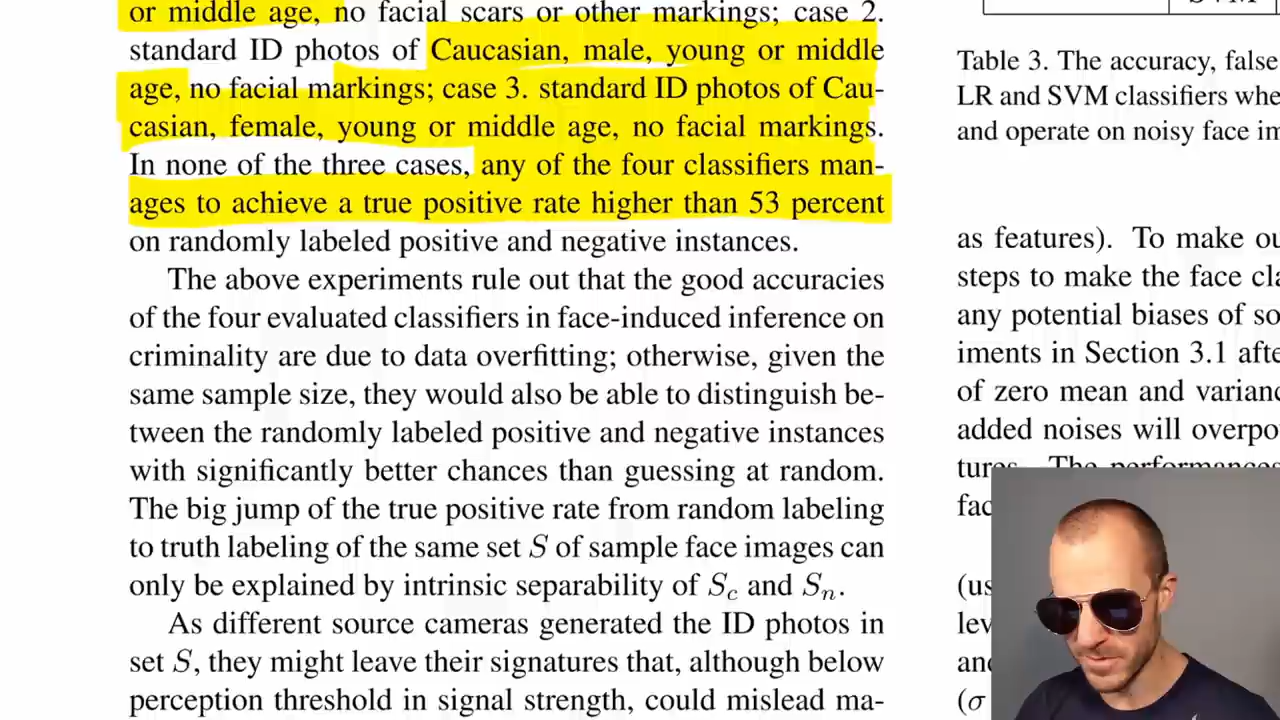 or middle age, no facial scars or other markings; case 2.
standard ID photos of Caucasian, male, young or middle
age, no facial markings; case 3. standard ID photos of Cau-
casian, female, young or middle age, no facial markings.
In none of the three cases, any of the four classifiers man-
ages to achieve a true positive rate higher than 53 percent
on randomly labeled positive and negative instances.
The above experiments rule out that the good accuracies
of the four evaluated classifiers in face-induced inference on
criminality are due to data overfitting; otherwise, given the
same sample size, they would also be able to distinguish be-
tween the randomly labeled positive and negative instances
with significantly better chances than guessing at random.
The big jump of the true positive rate from random labeling
to truth labeling of the same set S of sample face images can
only be explained by intrinsic separability of Sc and Sn.
As different source cameras generated the ID photos in
set S, they might leave their signatures that, although below
perception threshold in signal strength, could mislead ma-
SVM
Table 3. The accuracy, false
LR and SVM classifiers whe
and operate on noisy face im
as features). To make ou
steps to make the face cla
any potential biases of so
iments in Section 3.1 afte
of zero mean and varianc
added noises will overpo
tures. The performances
fac
(us
lev
and
(σ